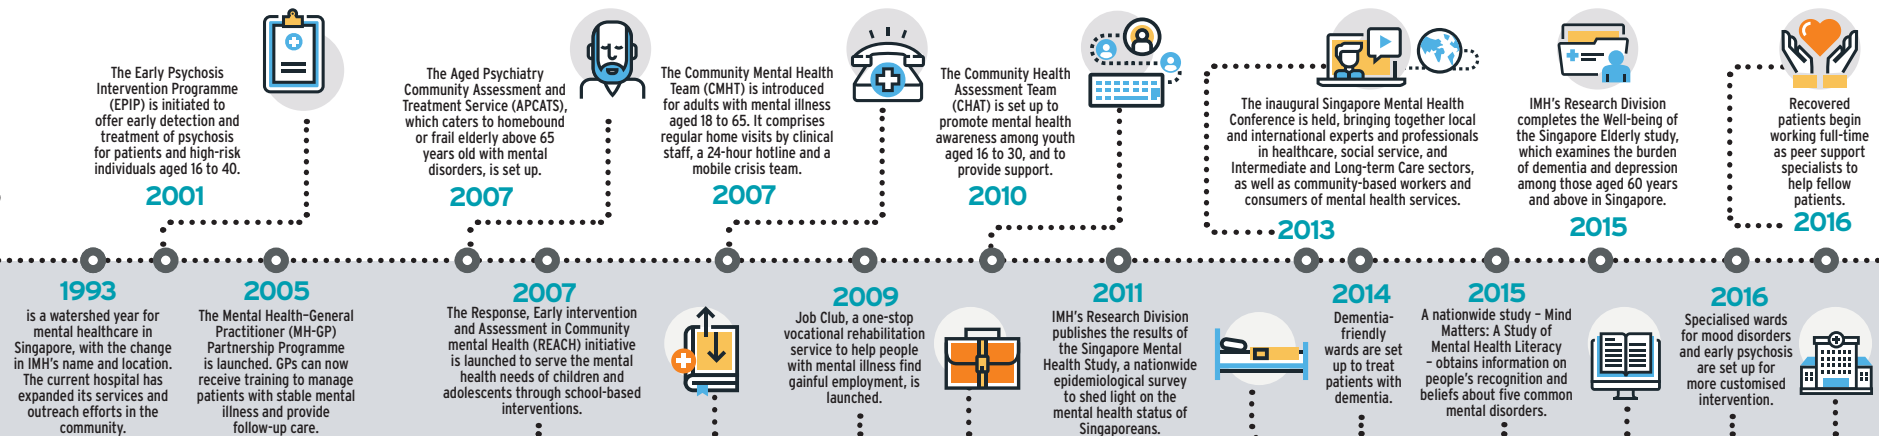 The Early Psychosis
Intervention Programme
(EPIP) is initiated to
offer early detection and
treatment of psychosis
for patients and high-risk
individuals aged 16 to 40.
2001
The Aged Psychiatry
Community Assessment and
Treatment Service (APCATS),
which caters to homebound
or frail elderly above 65
years old with mental
disorders, is set up.
2007
The Community Mental Health
Team (CMHT) is introduced
for adults with mental illness
aged 18 to 65. It comprises
regular home visits by clinical
staff, a 24-hour hotline and a
mobile crisis team.
2007
The Community Health
Assessment Team
(CHAT) is set up to
promote mental health
awareness among youth
aged 16 to 30, and to
provide support.
2010
The inaugural Singapore Mental Health
Conference is held, bringing together local
and international experts and professionals
in healthcare, social service, and
Intermediate and Long-term Care sectors,
as well as community-based workers and
consumers of mental health services.
2013
IMH's Research Division
completes the Well-being of
the Singapore Elderly study,
which examines the burden
of dementia and depression
among those aged 60 years
and above in Singapore.
2015
Recovered
patients begin
working full-time
as peer support
specialists to
help fellow
patients.
2016
1993
is a watershed year for
mental healthcare in
Singapore, with the change
in IMH's name and location.
The current hospital has
expanded its services and
outreach efforts in the
community.
2005
The Mental Health-General
Practitioner (MH-GP)
Partnership Programme
is launched. GPs can now
receive training to manage
patients with stable mental
illness and provide
follow-up care.
2007
The Response, Early intervention
and Assessment in Community
mental Health (REACH) initiative
is launched to serve the mental
health needs of children and
adolescents through school-based
interventions.
2009
Job Club, a one-stop
vocational rehabilitation
service to help people
with mental illness find
gainful employment, is
launched.
2011
IMH's Research Division
publishes the results of
the Singapore Mental
Health Study, a nationwide
epidemiological survey
to shed light on the
mental health status of
Singaporeans.
2014
Dementia-
friendly
wards are set
up to treat
patients with
dementia.
2015
A nationwide study – Mind
Matters: A Study of
Mental Health Literacy
– obtains information on
people's recognition and
beliefs about five common
mental disorders.
2016
Specialised wards
for mood disorders
and early psychosis
are set up for
more customised
intervention.